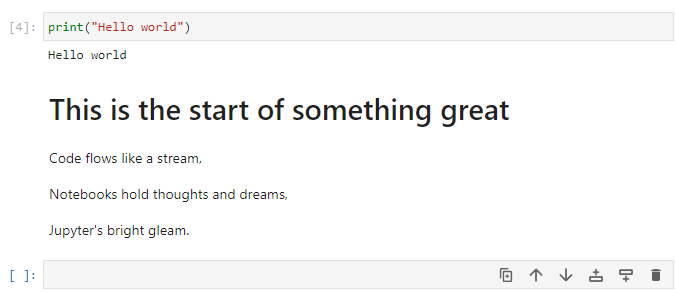 [4]: print("Hello world")
Hello world
This is the start of something great
Code flows like a stream,
Notebooks hold thoughts and dreams,
Jupyter's bright gleam.
[ ]: